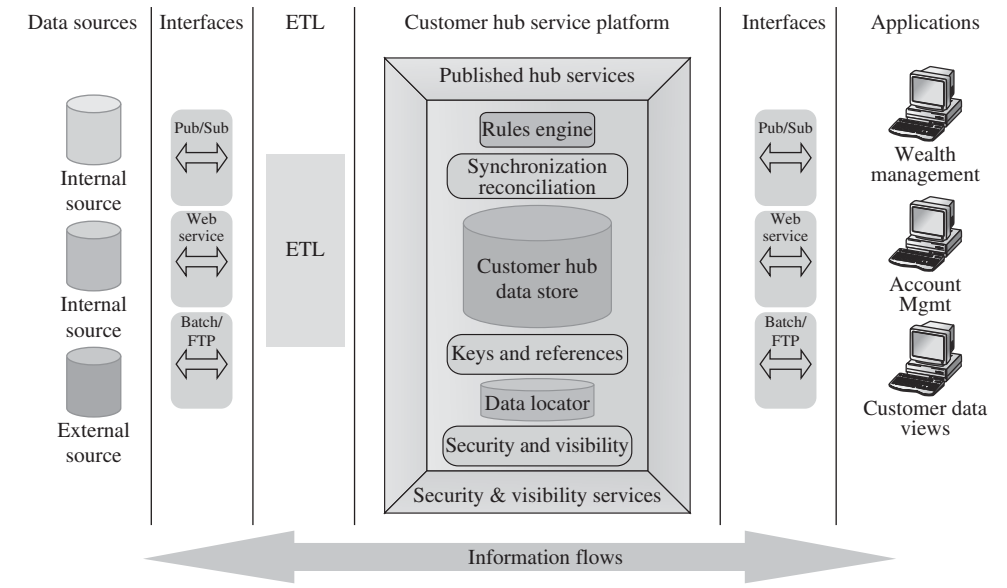 Data sources
Interfaces
ETL
Customer hub service platform
Interfaces
Applications
Internal
source
Internal
source
External
source
Pub/Sub
Web
service
Batch/
FTP
ETL
Published hub services
Rules engine
Synchronization
reconciliation
Customer hub
data store
Keys and references
Data locator
Security and visibility
Security & visibility services
Pub/Sub
Web
service
Batch/
FTP
Wealth
management
Account
Mgmt
Customer data
views
Information flows